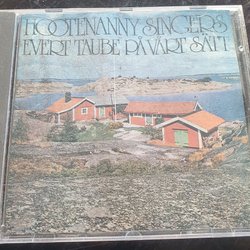 HOOTENANNY SINGERS
EVERT TAUBE PÅ VÅRT SÄTT